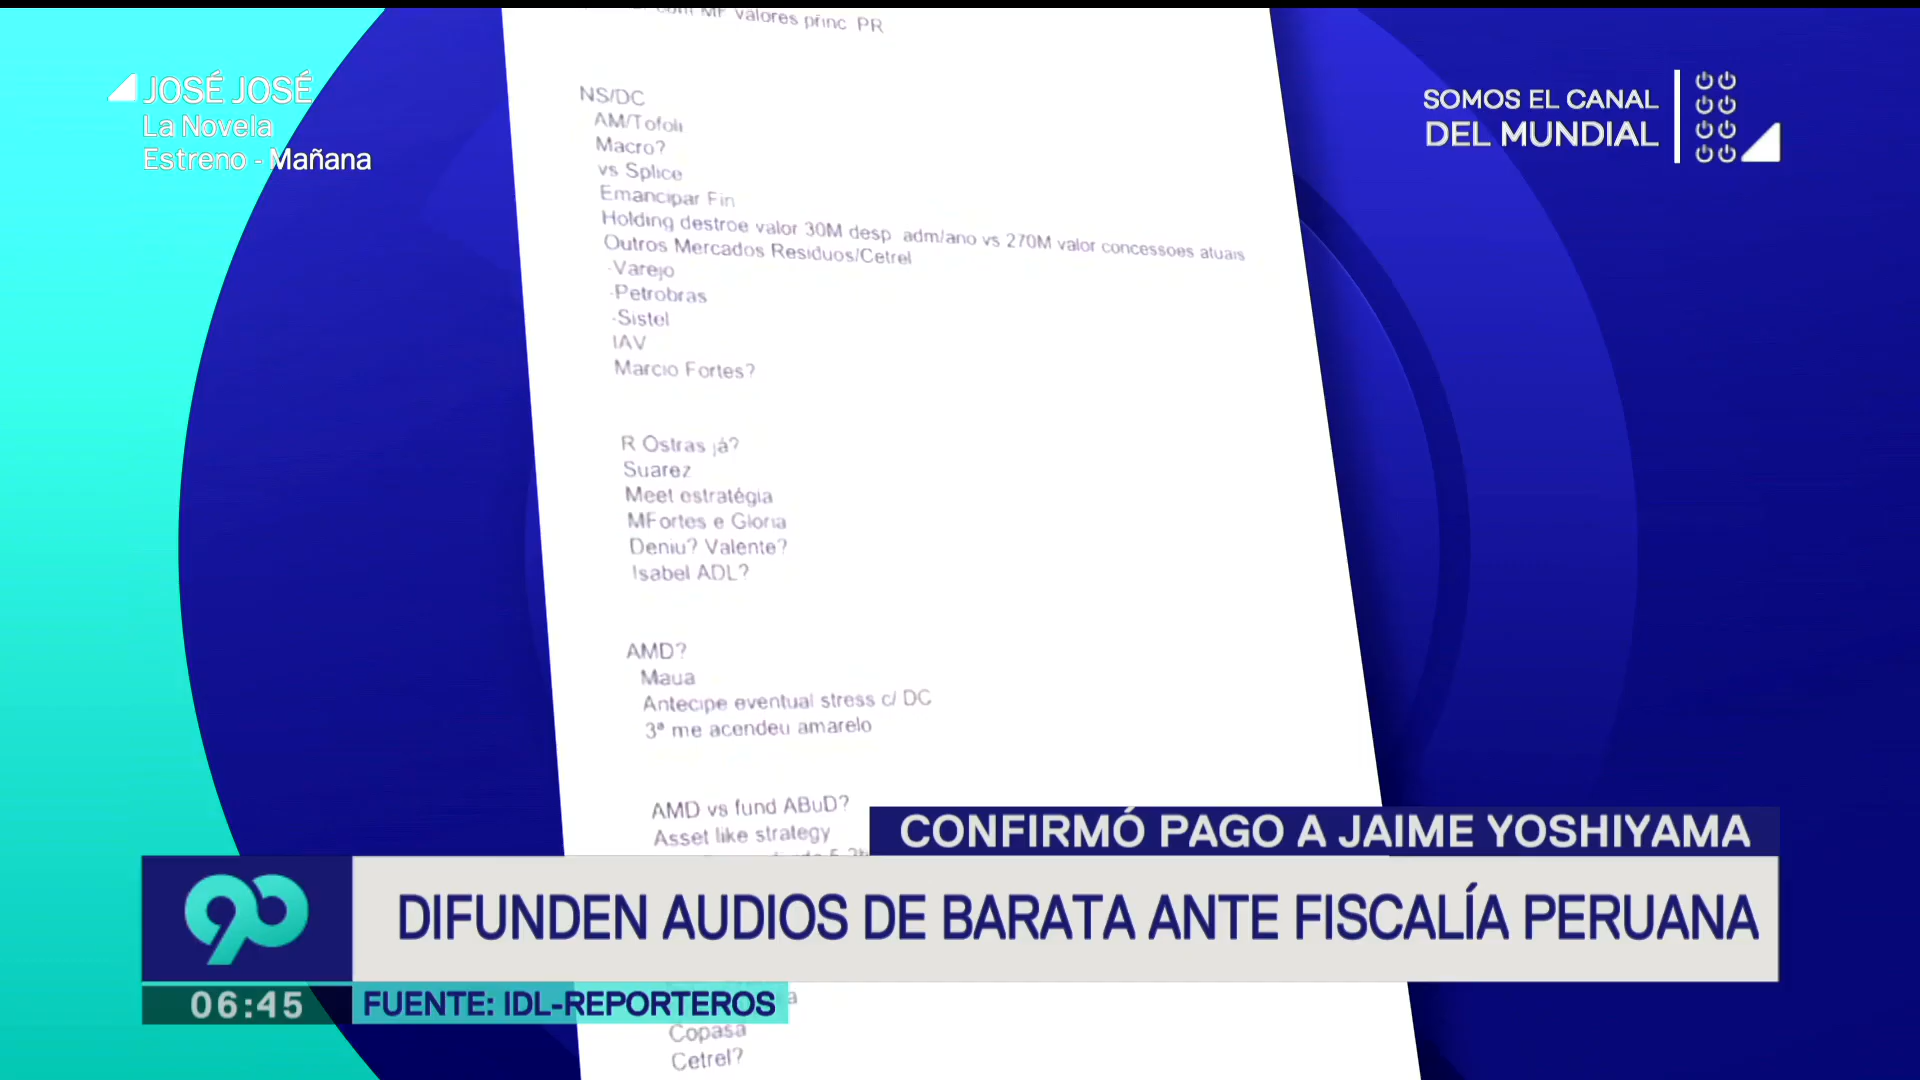 com MF valores princ PR
JOSÉ JOSÉ
La Novela
Estreno - Mañana
SOMOS EL CANAL
DEL MUNDIAL
NS/DC
AM/Tofoli
Macro?
vs Splice
Emancipar Fin
Holding destroe valor 30M desp adm/ano vs 270M valor concessoes atuais
Outros Mercados Residuos/Cetrel
-Varejo
-Petrobras
-Sistel
IAV
Marcio Fortes?
R Ostras já?
Suarez
Meet estratégia
MFortes e Gloria
Deniu? Valente?
Isabel ADL?
AMD?
Maua
Antecipe eventual stress c/ DC
3ª me acendeu amarelo
AMD vs fund ABuD?
Asset like strategy
CONFIRMÓ PAGO A JAIME YOSHIYAMA
90
DIFUNDEN AUDIOS DE BARATA ANTE FISCALÍA PERUANA
06:45
FUENTE: IDL-REPORTEROS
Copasa
Cetrel?